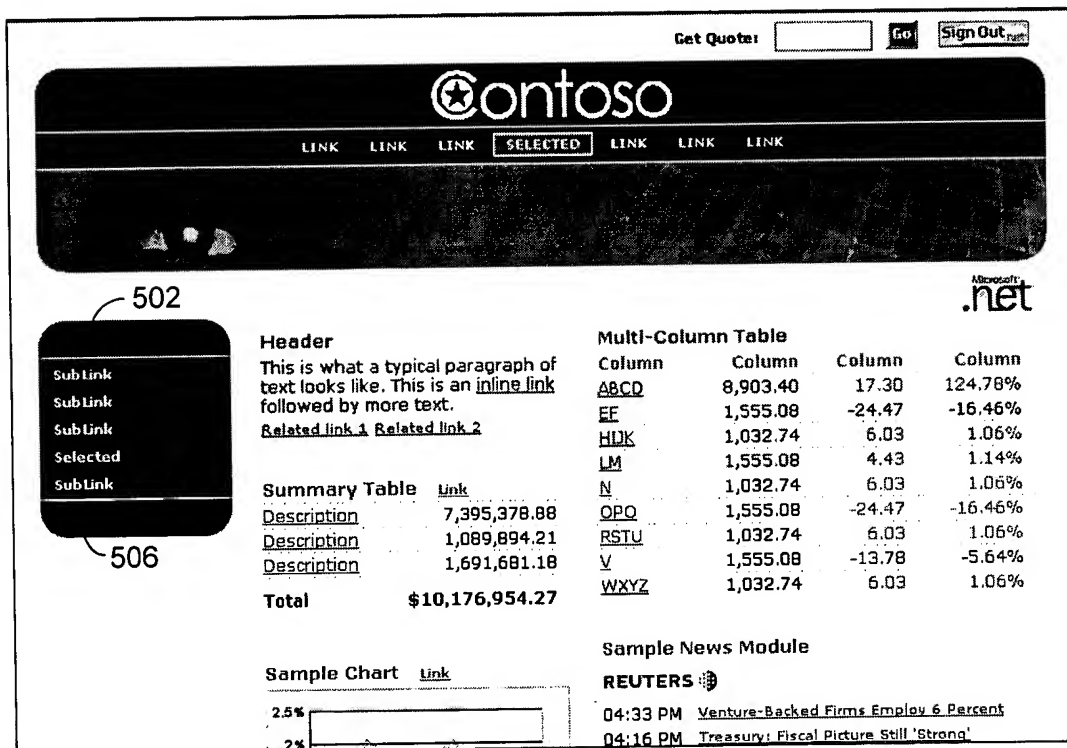 Get Quote: Go Sign Out .net
Contoso
LINK LINK LINK SELECTED LINK LINK LINK
Microsoft
.net
502
SubLink
SubLink
SubLink
Selected
SubLink
506
Header
This is what a typical paragraph of
text looks like. This is an inline link
followed by more text.
Related link 1 Related link 2
Summary Table Link
Description 7,395,378.88
Description 1,089,894.21
Description 1,691,681.18
Total $10,176,954.27
Sample Chart Link
2.5%
2%
Multi-Column Table
Column Column Column Column
ABCD 8,903.40 17.30 124.78%
EF 1,555.08 -24.47 -16.46%
HIJK 1,032.74 6.03 1.06%
LM 1,555.08 4.43 1.14%
N 1,032.74 6.03 1.06%
OPQ 1,555.08 -24.47 -16.46%
RSTU 1,032.74 6.03 1.06%
V 1,555.08 -13.78 -5.64%
WXYZ 1,032.74 6.03 1.06%
Sample News Module
REUTERS
04:33 PM Venture-Backed Firms Employ 6 Percent
04:16 PM Treasury: Fiscal Picture Still 'Strong'